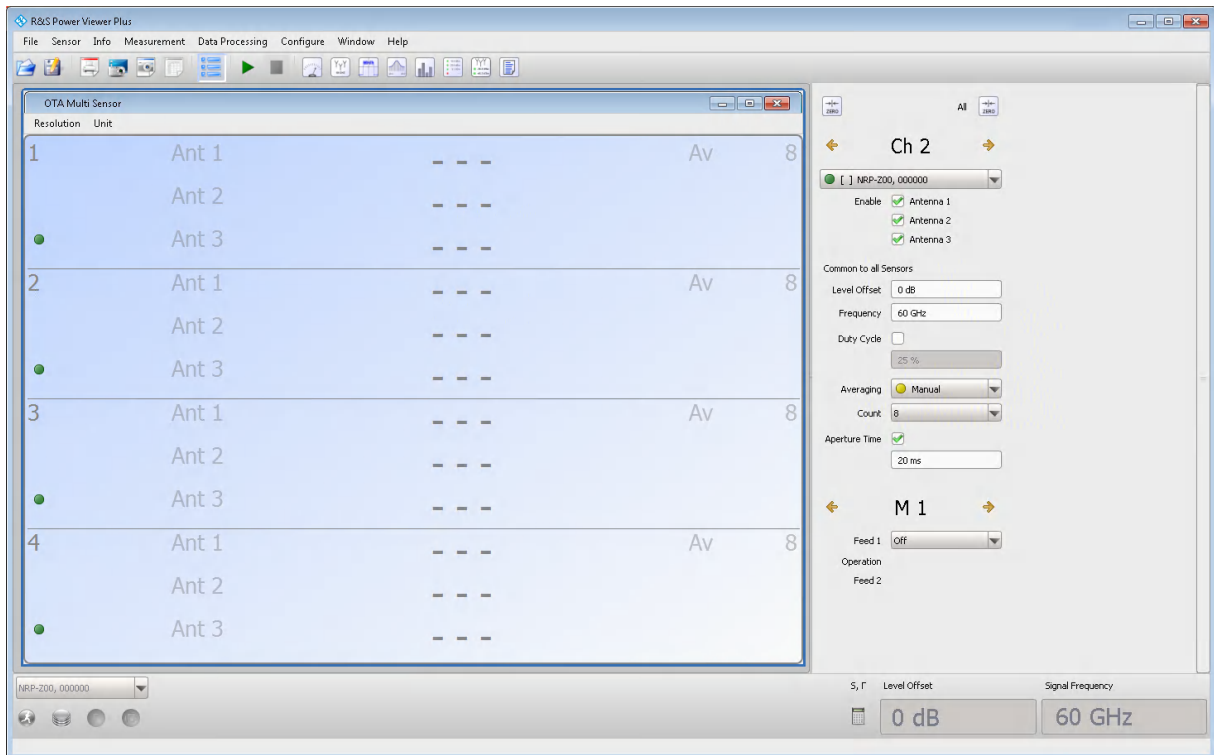 R&S Power Viewer Plus
File Sensor Info Measurement Data Processing Configure Window Help
OTA Multi Sensor
Resolution Unit
1 Ant 1 _ _ _ Av 8
Ant 2 _ _ _
Ant 3 _ _ _
2 Ant 1 _ _ _ Av 8
Ant 2 _ _ _
Ant 3 _ _ _
3 Ant 1 _ _ _ Av 8
Ant 2 _ _ _
Ant 3 _ _ _
4 Ant 1 _ _ _ Av 8
Ant 2 _ _ _
Ant 3 _ _ _
ZERO All ZERO
Ch 2
[ ] NRP-Z00, 000000
Enable Antenna 1
Antenna 2
Antenna 3
Common to all Sensors
Level Offset 0 dB
Frequency 60 GHz
Duty Cycle
25 %
Averaging Manual
Count 8
Aperture Time
20 ms
M 1
Feed 1 Off
Operation
Feed 2
NRP-Z00, 000000
S, Γ Level Offset Signal Frequency
0 dB 60 GHz